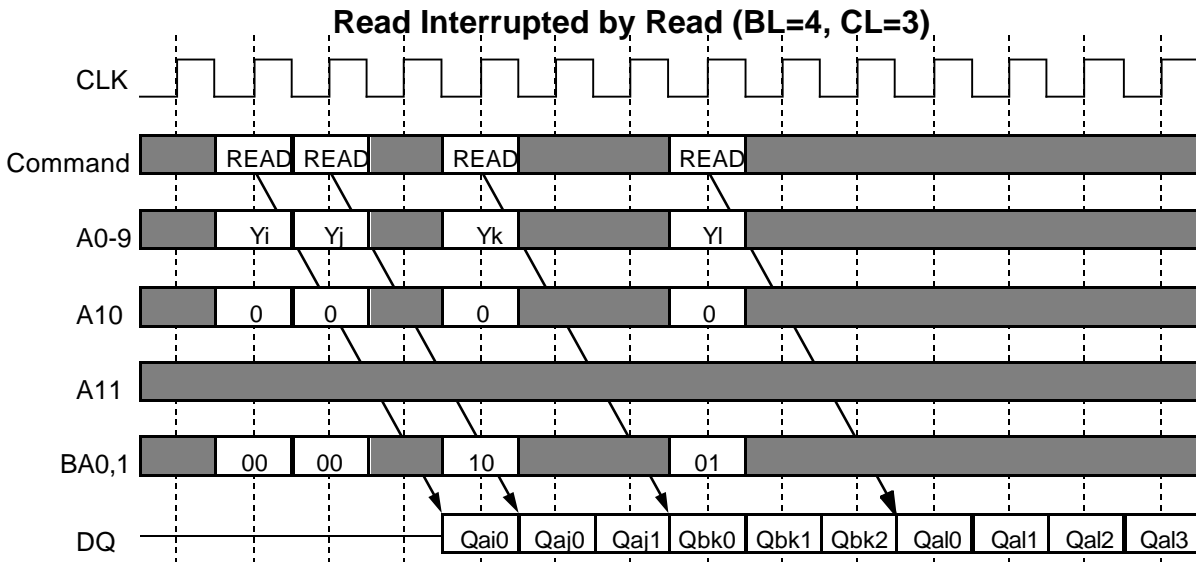 Read Interrupted by Read (BL=4, CL=3)
CLK
Command READ READ READ READ
A0-9 Yi Yj Yk Yl
A10 0 0 0 0
A11
BA0,1 00 00 10 01
DQ Qai0 Qaj0 Qaj1 Qbk0 Qbk1 Qbk2 Qal0 Qal1 Qal2 Qal3